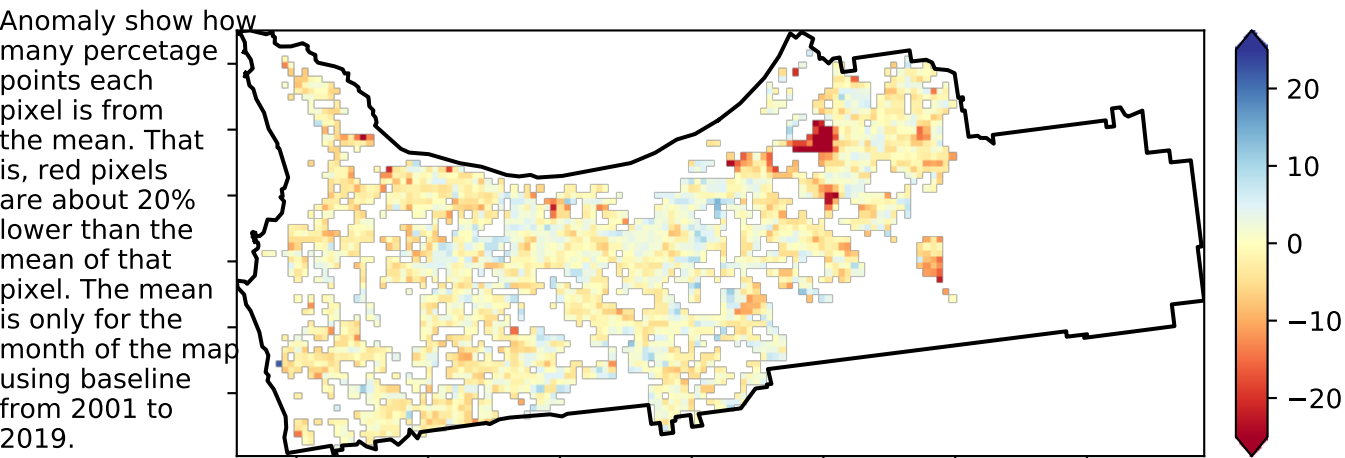 Anomaly show how
many percetage
points each
pixel is from
the mean. That
is, red pixels
are about 20%
lower than the
mean of that
pixel. The mean
is only for the
month of the map
using baseline
from 2001 to
2019.
20
10
0
−10
−20